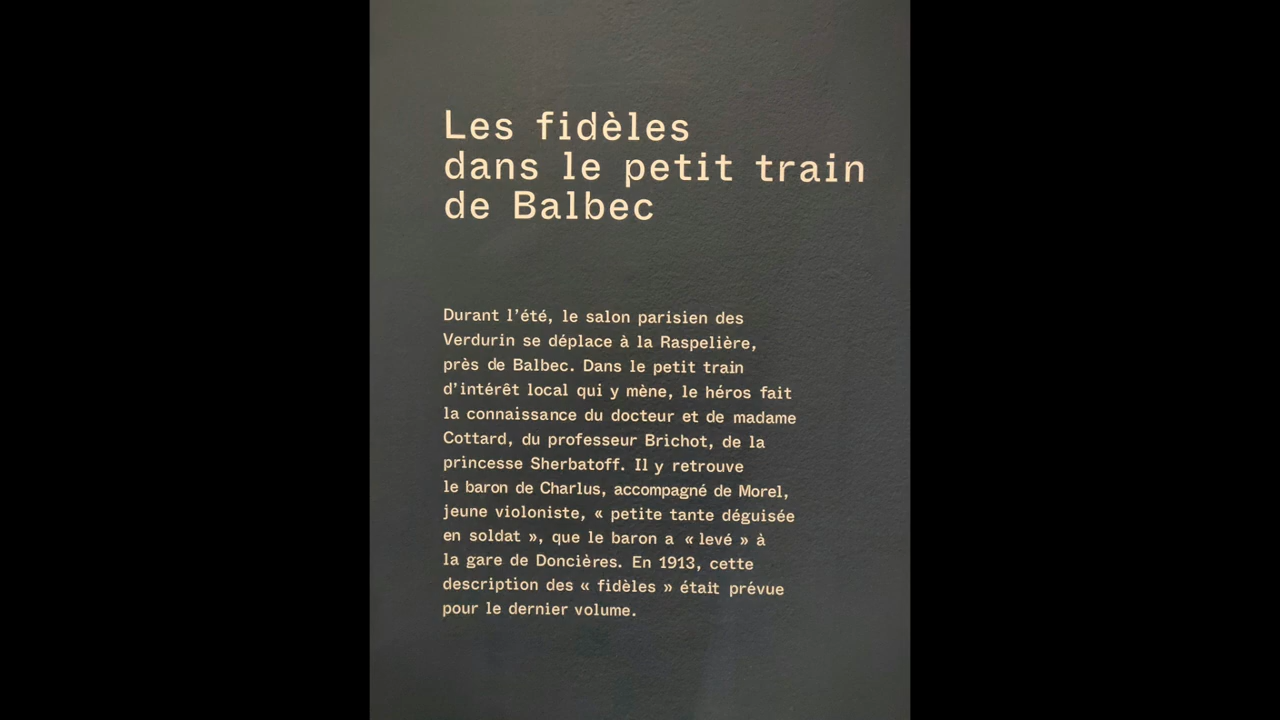 Les fidèles
dans le petit train
de Balbec
Durant l’été, le salon parisien des
Verdurin se déplace à la Raspelière,
près de Balbec. Dans le petit train
d’intérêt local qui y mène, le héros fait
la connaissance du docteur et de madame
Cottard, du professeur Brichot, de la
princesse Sherbatoff. Il y retrouve
le baron de Charlus, accompagné de Morel,
jeune violoniste, « petite tante déguisée
en soldat », que le baron a « levé » à
la gare de Doncières. En 1913, cette
description des « fidèles » était prévue
pour le dernier volume.